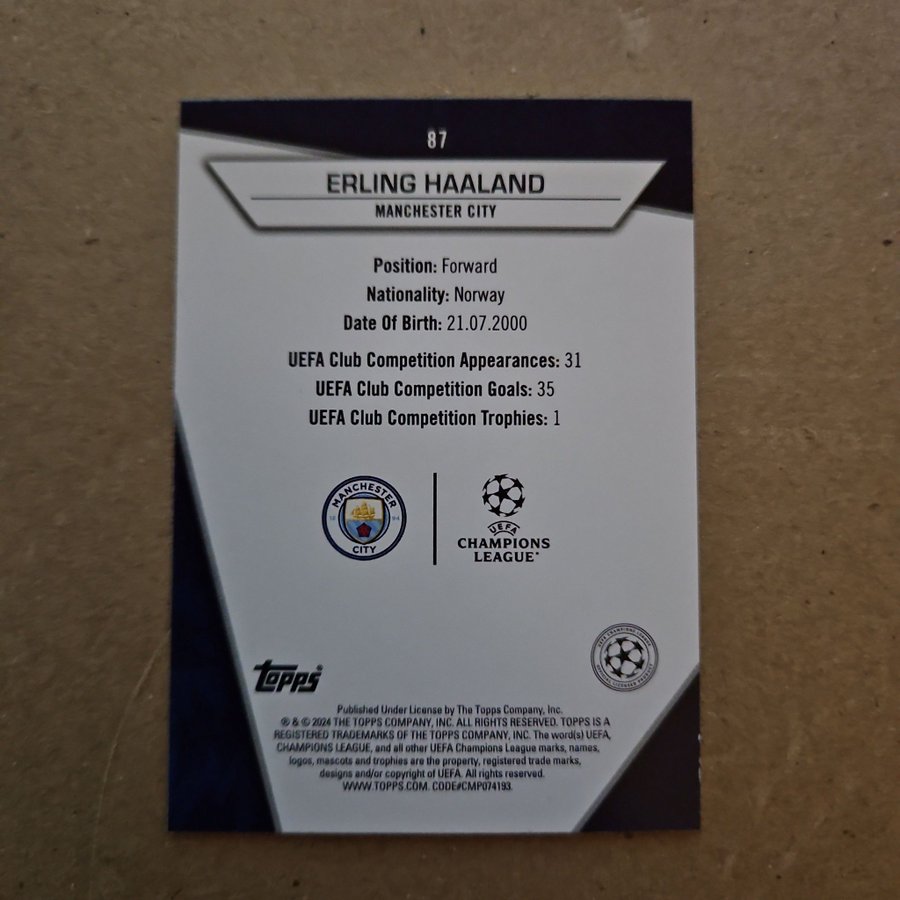 87
ERLING HAALAND
MANCHESTER CITY
Position: Forward
Nationality: Norway
Date Of Birth: 21.07.2000
UEFA Club Competition Appearances: 31
UEFA Club Competition Goals: 35
UEFA Club Competition Trophies: 1
MANCHESTER
18 94
CITY
UEFA
CHAMPIONS
LEAGUE
topps
Published Under License by The Topps Company, Inc.
® & © 2024 THE TOPPS COMPANY, INC. ALL RIGHTS RESERVED. TOPPS IS A
REGISTERED TRADEMARKS OF THE TOPPS COMPANY, INC. The word(s) UEFA,
CHAMPIONS LEAGUE, and all other UEFA Champions League marks, names,
logos, mascots and trophies are the property, registered trade marks,
designs and/or copyright of UEFA. All rights reserved.
WWW.TOPPS.COM. CODE#CMP074193.